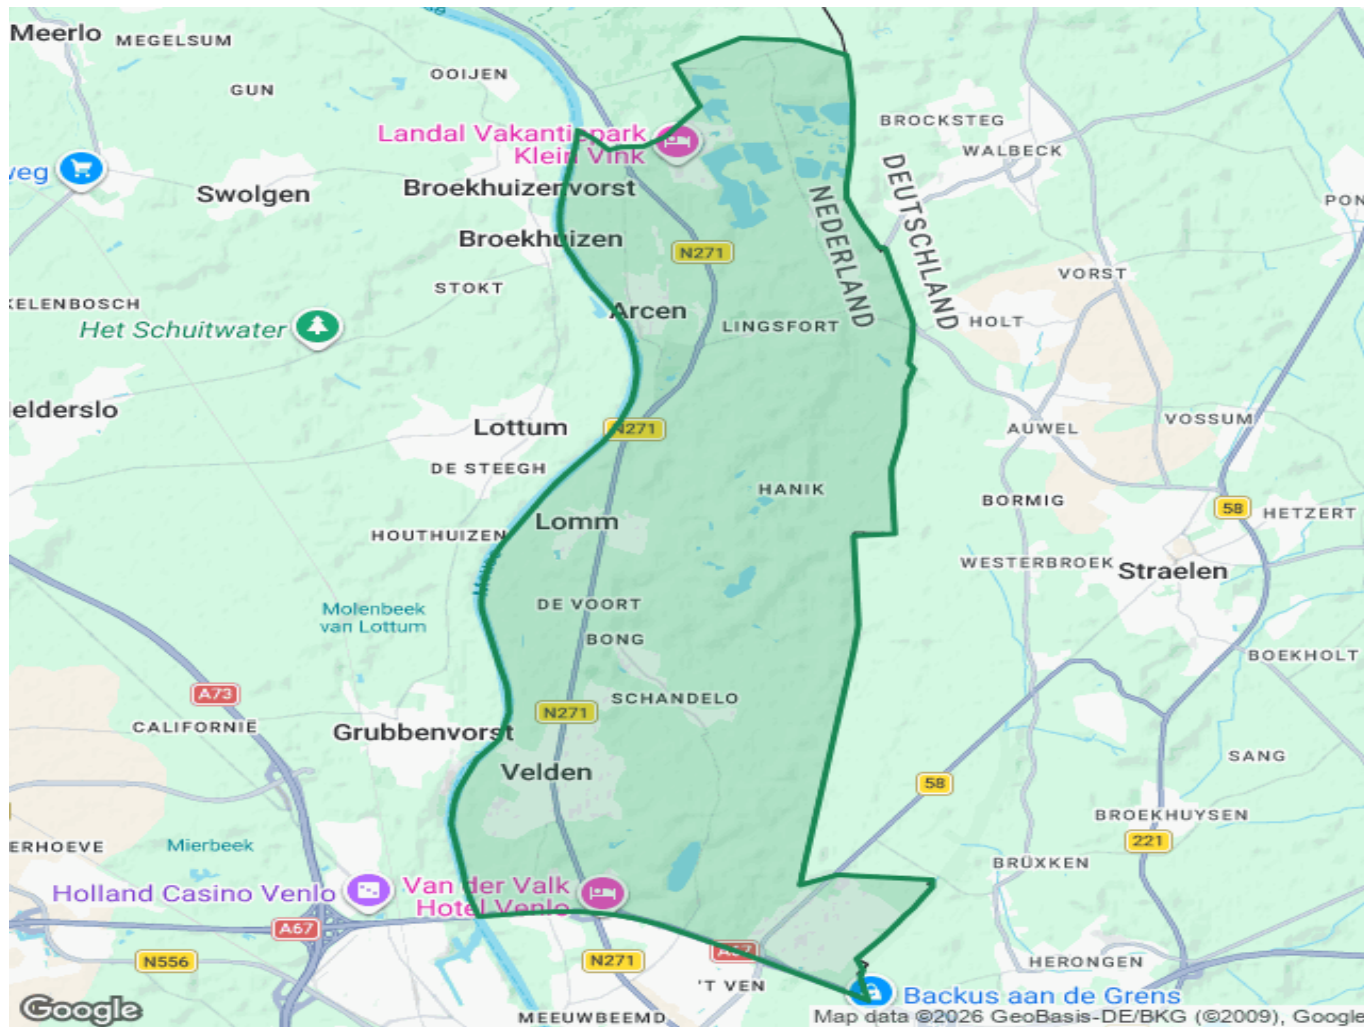 Meerlo
MEGELSUM
OOIJEN
GUN
BROCKSTEG
Landal Vakantiepark
Klein Vink
WALBECK
weg
Swolgen
Broekhuizenvorst
DEUTSCHLAND
NEDERLAND
PON
Broekhuizen
N271
VORST
STOKT
KELENBOSCH
Het Schuitwater
Arcen
LINGSFORT
HOLT
elderslo
Lottum
N271
AUWEL
VOSSUM
DE STEEGH
HANIK
BORMIG
58
HETZERT
Lomm
HOUTHUIZEN
Meuse
WESTERBROEK
Straelen
Molenbeek
van Lottum
DE VOORT
BONG
BOEKHOLT
A73
SCHANDELO
CALIFORNIE
N271
Grubbenvorst
SANG
Velden
58
BROEKHUYSEN
ERHOEVE
Mierbeek
221
BRÜXKEN
Holland Casino Venlo
Van der Valk
Hotel Venlo
A67
N556
N271
A67
HERONGEN
'T VEN
Backus aan de Grens
MEEUWBEEMD
Google
Map data ©2026 GeoBasis-DE/BKG (©2009), Google